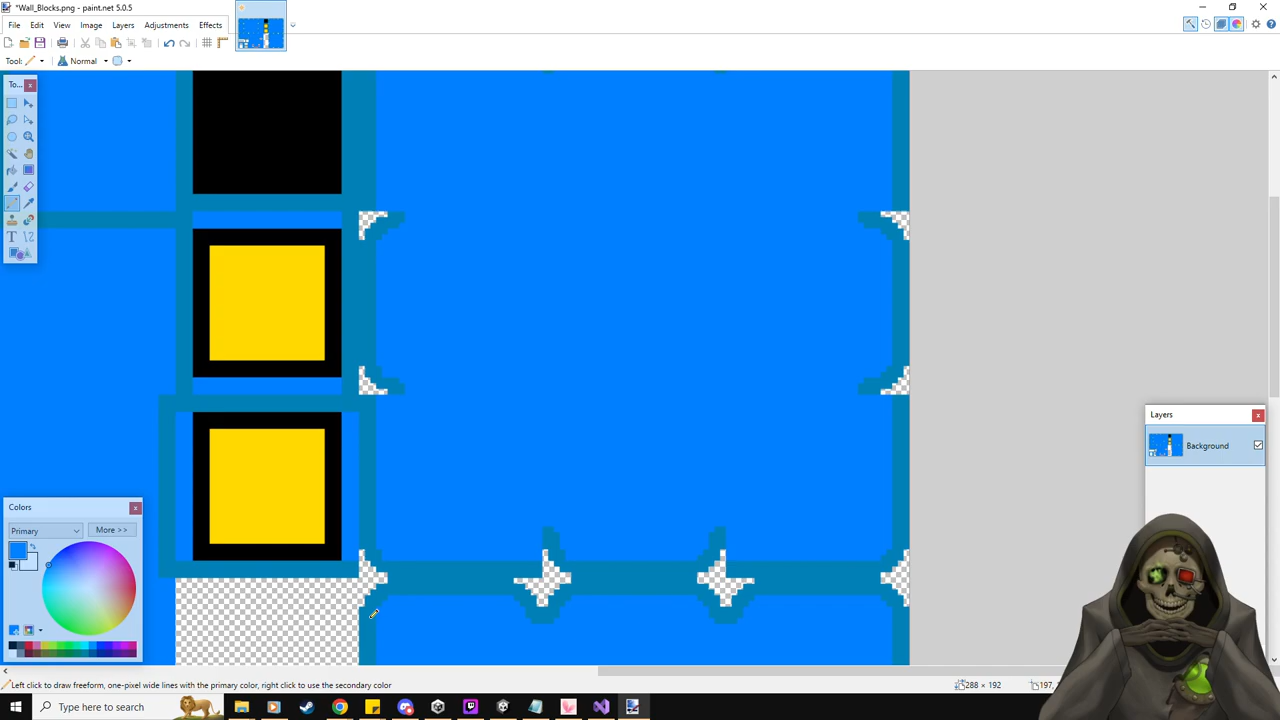 *Wall_Blocks.png - paint.net 5.0.5
File Edit View Image Layers Adjustments Effects
Tool: Normal
To...
Layers
Background
Colors
Primary More >>
Left click to draw freeform, one-pixel wide lines with the primary color, right click to use the secondary color
288 × 192
197,
Type here to search